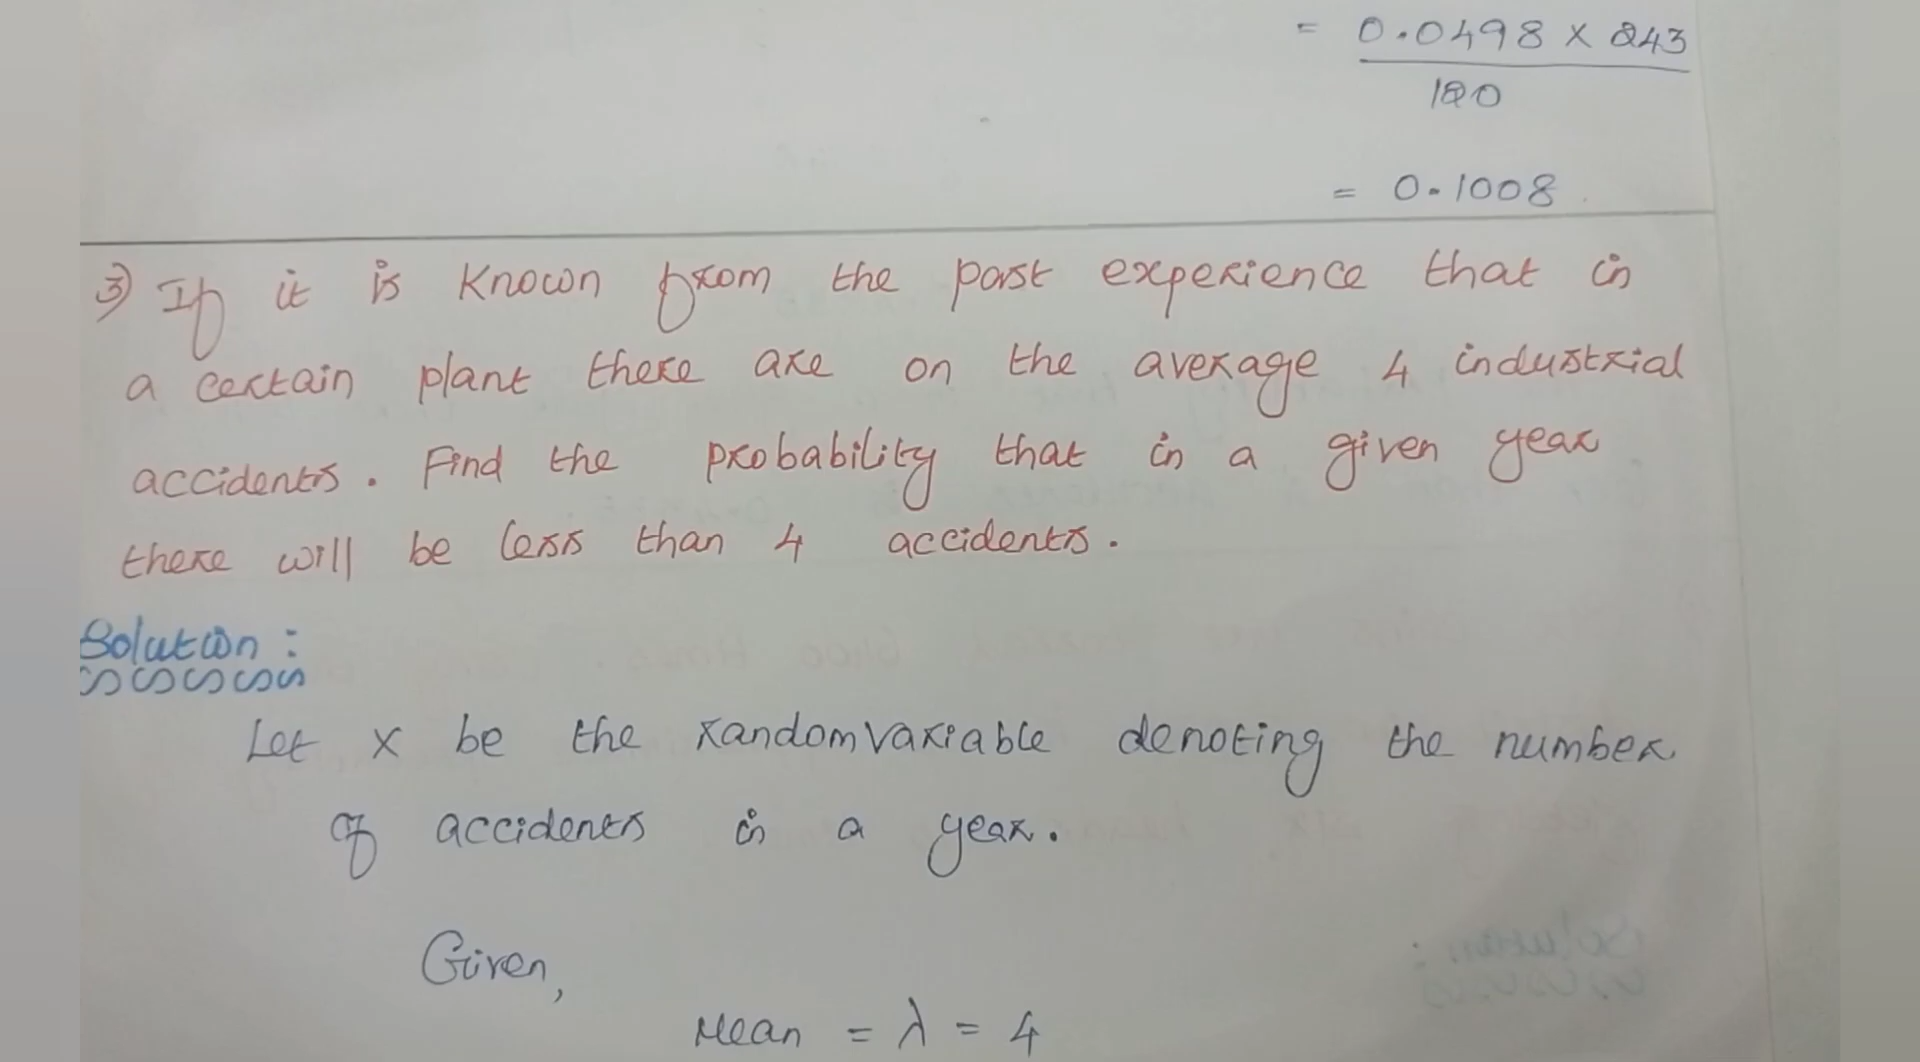 = 0.0498 × 243
120
= 0.1008
3) If it is known from the past experience that in
a certain plant there are on the average 4 industrial
accidents. Find the probability that in a given year
there will be less than 4 accidents.
Solution :
Let x be the random variable denoting the number
of accidents in a year.
Given,
Mean = λ = 4